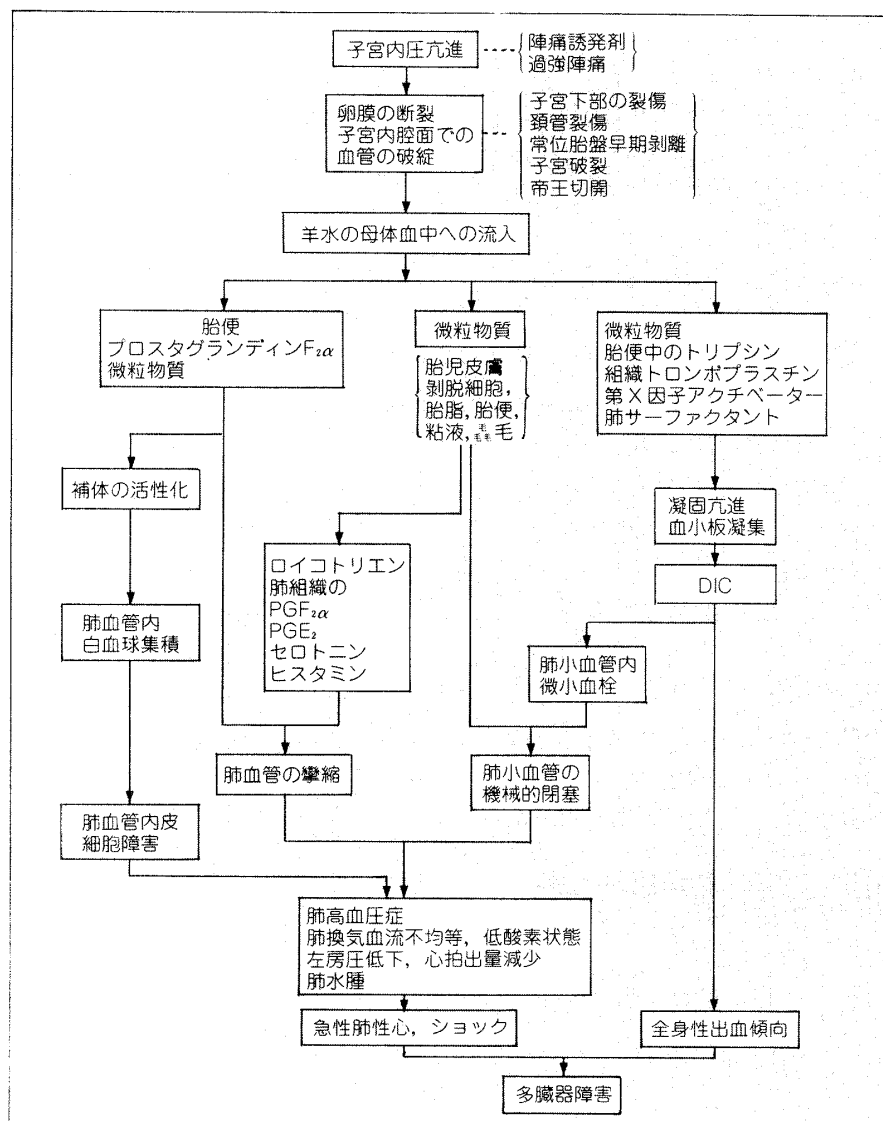 子宮内圧亢進
陣痛誘発剤
過強陣痛
卵膜の断裂
子宮内腔面での
血管の破綻
子宮下部の裂傷
頚管裂傷
常位胎盤早期剥離
子宮破裂
帝王切開
羊水の母体血中への流入
胎便
プロスタグランディンF₂α
微粒物質
微粒物質
胎児皮膚
剥脱細胞,
胎脂, 胎便,
粘液, 毳毛
微粒物質
胎便中のトリプシン
組織トロンボプラスチン
第X因子アクチベーター
肺サーファクタント
補体の活性化
凝固亢進
血小板凝集
DIC
ロイコトリエン
肺組織の
PGF₂α
PGE₂
セロトニン
ヒスタミン
肺血管内
白血球集積
肺小血管内
微小血栓
肺血管の攣縮
肺小血管の
機械的閉塞
肺血管内皮
細胞障害
肺高血圧症
肺換気血流不均等, 低酸素状態
左房圧低下, 心拍出量減少
肺水腫
急性肺性心, ショック
全身性出血傾向
多臓器障害